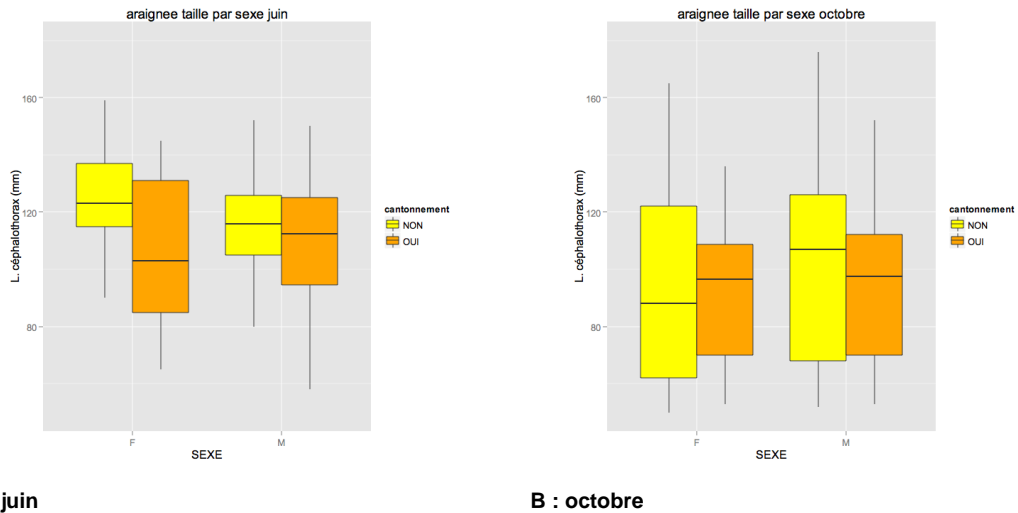 araignee taille par sexe juin
160
120
80
L. céphalothorax (mm)
F
M
SEXE
cantonnement
NON
OUI
araignee taille par sexe octobre
160
120
80
L. céphalothorax (mm)
F
M
SEXE
cantonnement
NON
OUI
juin
B : octobre